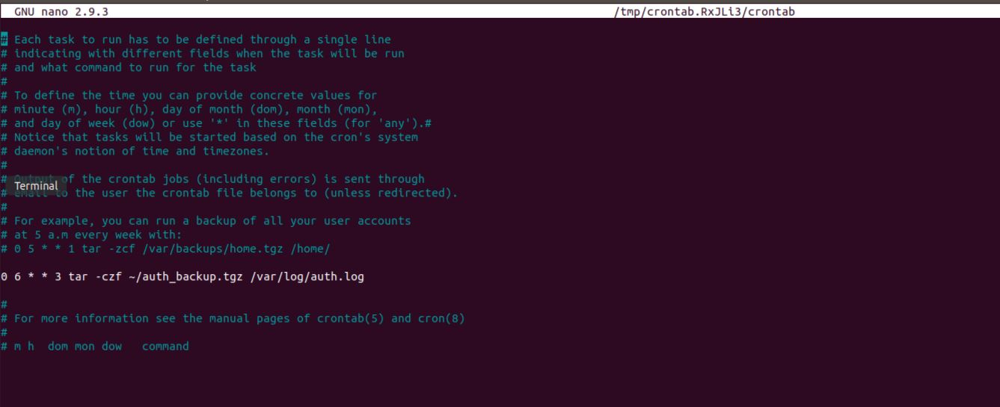 GNU nano 2.9.3 /tmp/crontab.RxJLi3/crontab
# Each task to run has to be defined through a single line
# indicating with different fields when the task will be run
# and what command to run for the task
#
# To define the time you can provide concrete values for
# minute (m), hour (h), day of month (dom), month (mon),
# and day of week (dow) or use '*' in these fields (for 'any').#
# Notice that tasks will be started based on the cron's system
# daemon's notion of time and timezones.
#
# Output of the crontab jobs (including errors) is sent through
Terminal
# email to the user the crontab file belongs to (unless redirected).
#
# For example, you can run a backup of all your user accounts
# at 5 a.m every week with:
# 0 5 * * 1 tar -zcf /var/backups/home.tgz /home/
0 6 * * 3 tar -czf ~/auth_backup.tgz /var/log/auth.log
#
# For more information see the manual pages of crontab(5) and cron(8)
#
# m h  dom mon dow   command